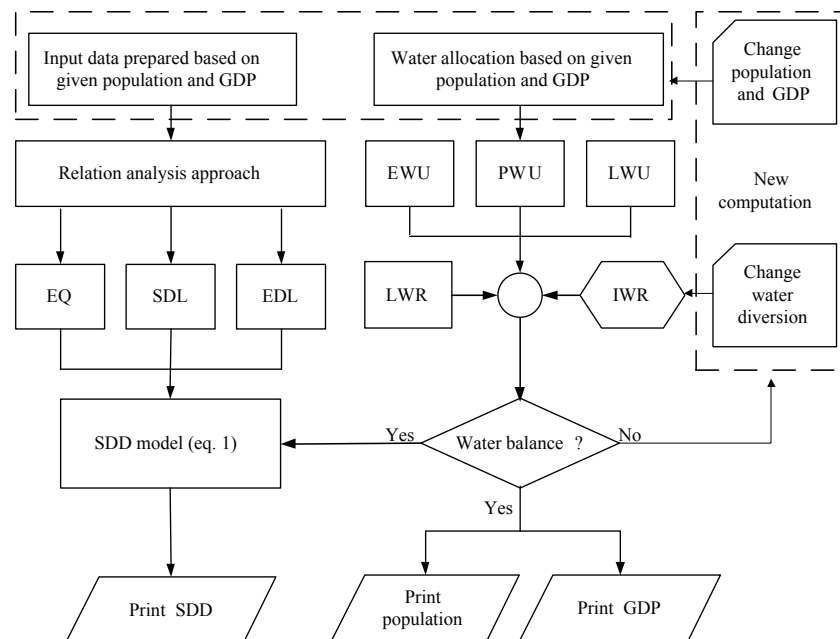 Input data prepared based on
given population and GDP
Water allocation based on given
population and GDP
Change
population
and GDP
Relation analysis approach
EWU
PWU
LWU
New
computation
EQ
SDL
EDL
LWR
IWR
Change
water
diversion
SDD model (eq. 1)
Yes
Water balance ?
No
Yes
Print SDD
Print
population
Print GDP